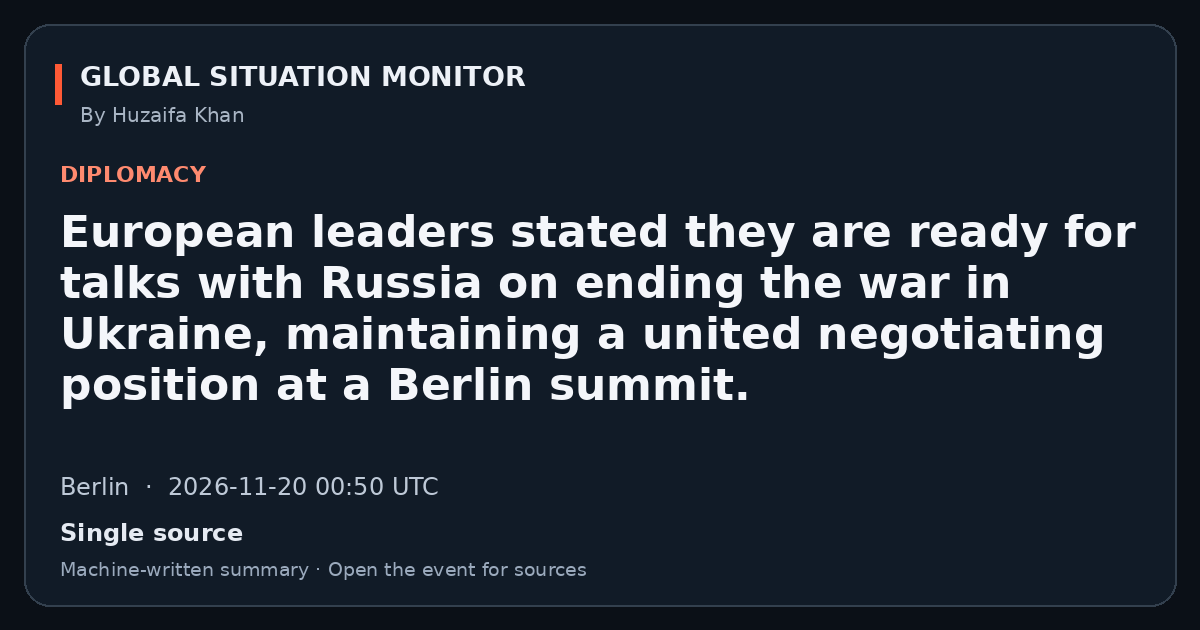 GLOBAL SITUATION MONITOR
By Huzaifa Khan
DIPLOMACY
European leaders stated they are ready for
talks with Russia on ending the war in
Ukraine, maintaining a united negotiating
position at a Berlin summit.
Berlin · 2026-11-20 00:50 UTC
Single source
Machine-written summary · Open the event for sources